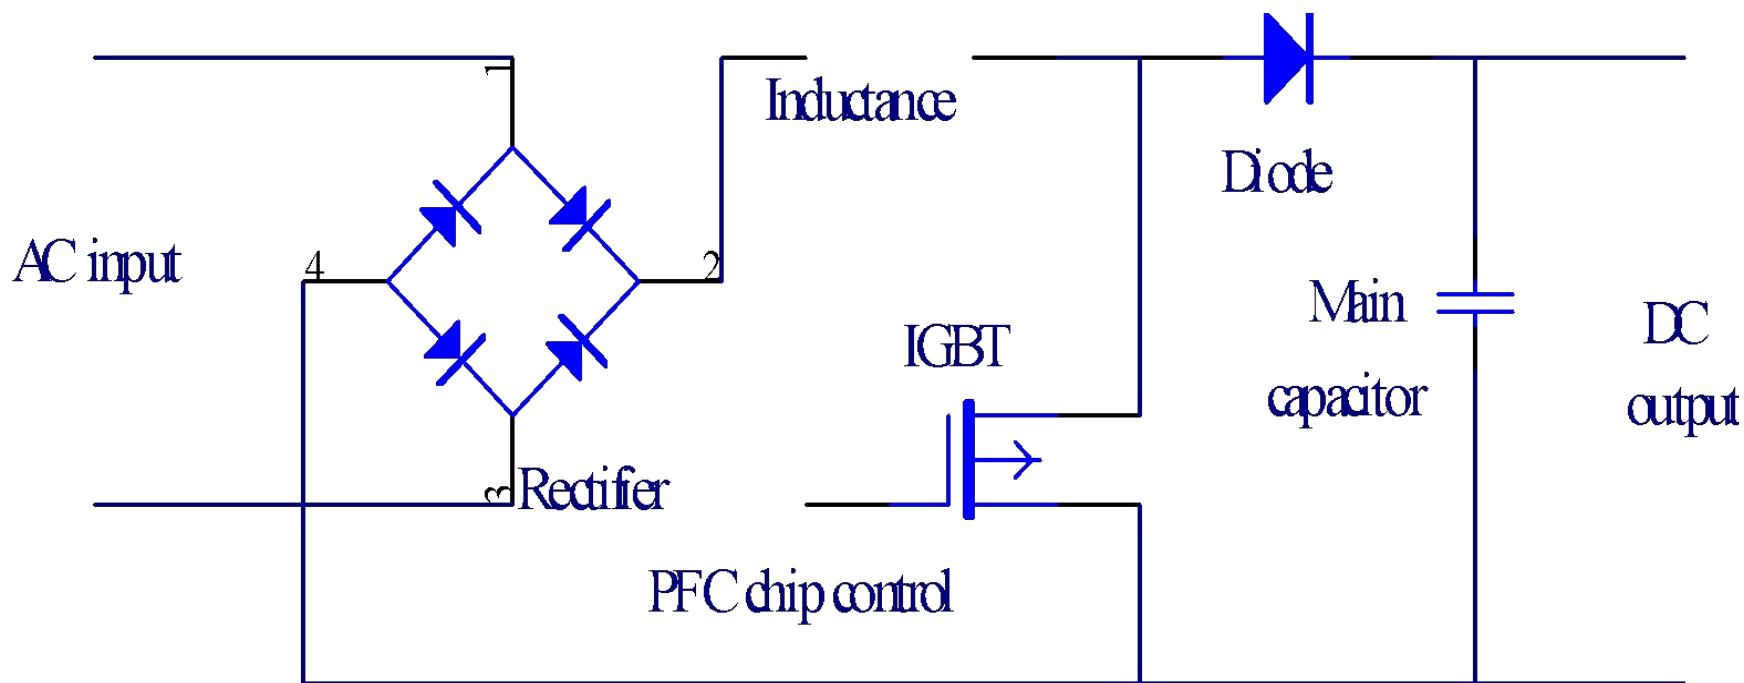 1
Inductance
Diode
AC input
4
2
Main
capacitor
DC
output
IGBT
3
Rectifier
PFC chip control